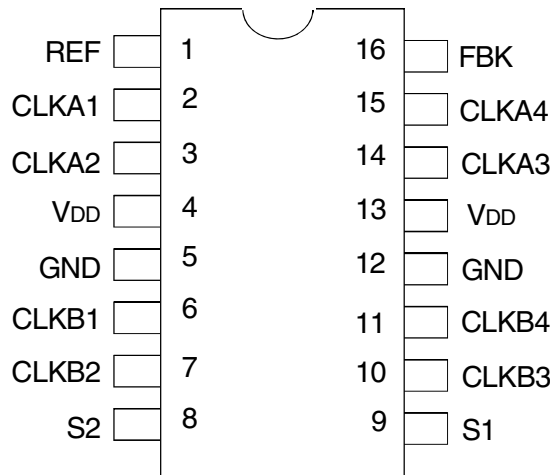 REF 1 16 FBK
CLKA1 2 15 CLKA4
CLKA2 3 14 CLKA3
VDD 4 13 VDD
GND 5 12 GND
CLKB1 6 11 CLKB4
CLKB2 7 10 CLKB3
S2 8 9 S1